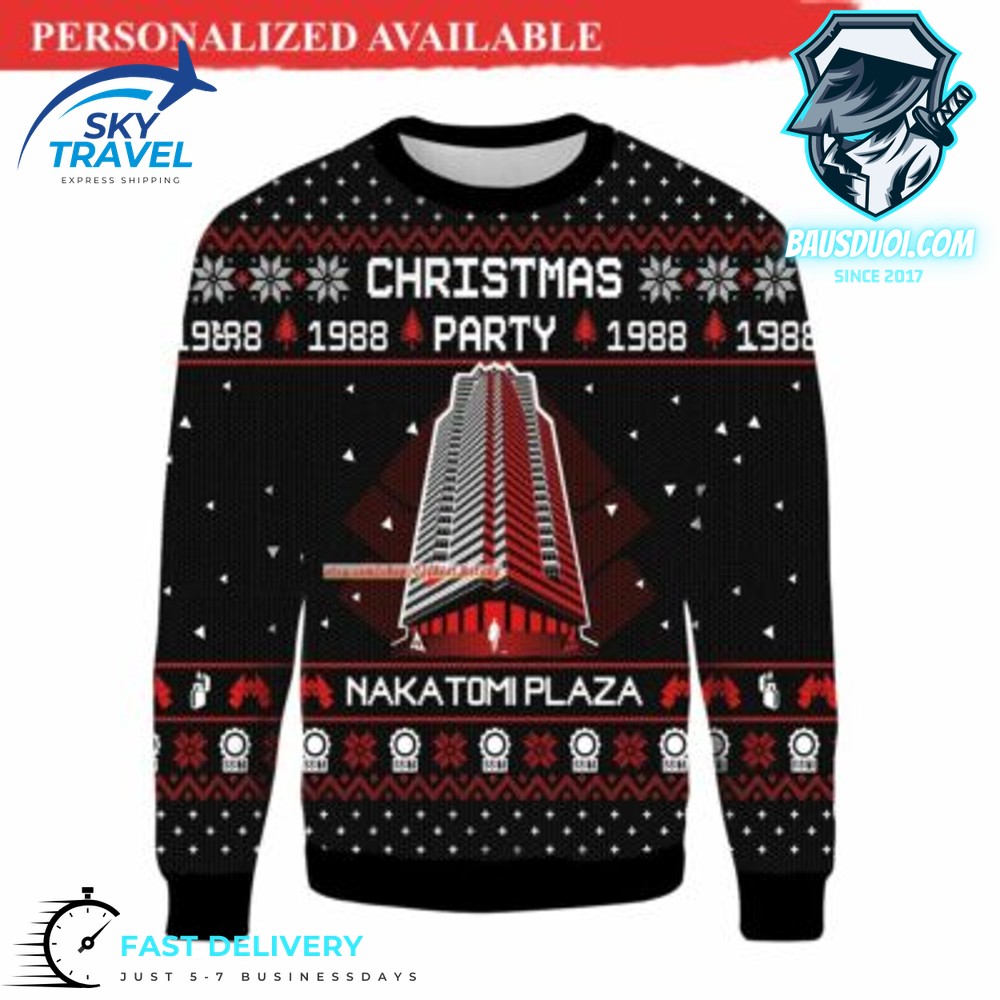 PERSONALIZED AVAILABLE
SKY
TRAVEL
EXPRESS SHIPPING
BAUSDUOI.COM
SINCE 2017
CHRISTMAS
1988 1988 PARTY 1988 1988
NAKATOMI PLAZA
FAST DELIVERY
JUST 5-7 BUSINESSDAYS